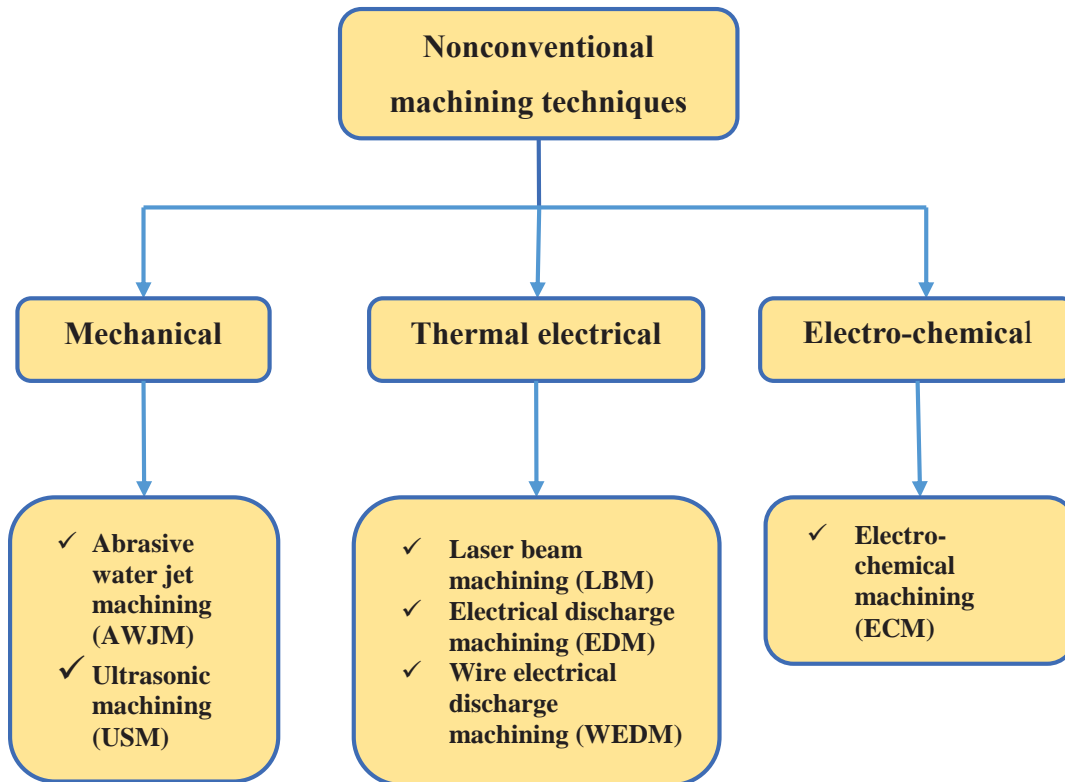 Nonconventional
machining techniques
Mechanical
Thermal electrical
Electro-chemical
✓ Abrasive
water jet
machining
(AWJM)
✓ Ultrasonic
machining
(USM)
✓ Laser beam
machining (LBM)
✓ Electrical discharge
machining (EDM)
✓ Wire electrical
discharge
machining (WEDM)
✓ Electro-
chemical
machining
(ECM)